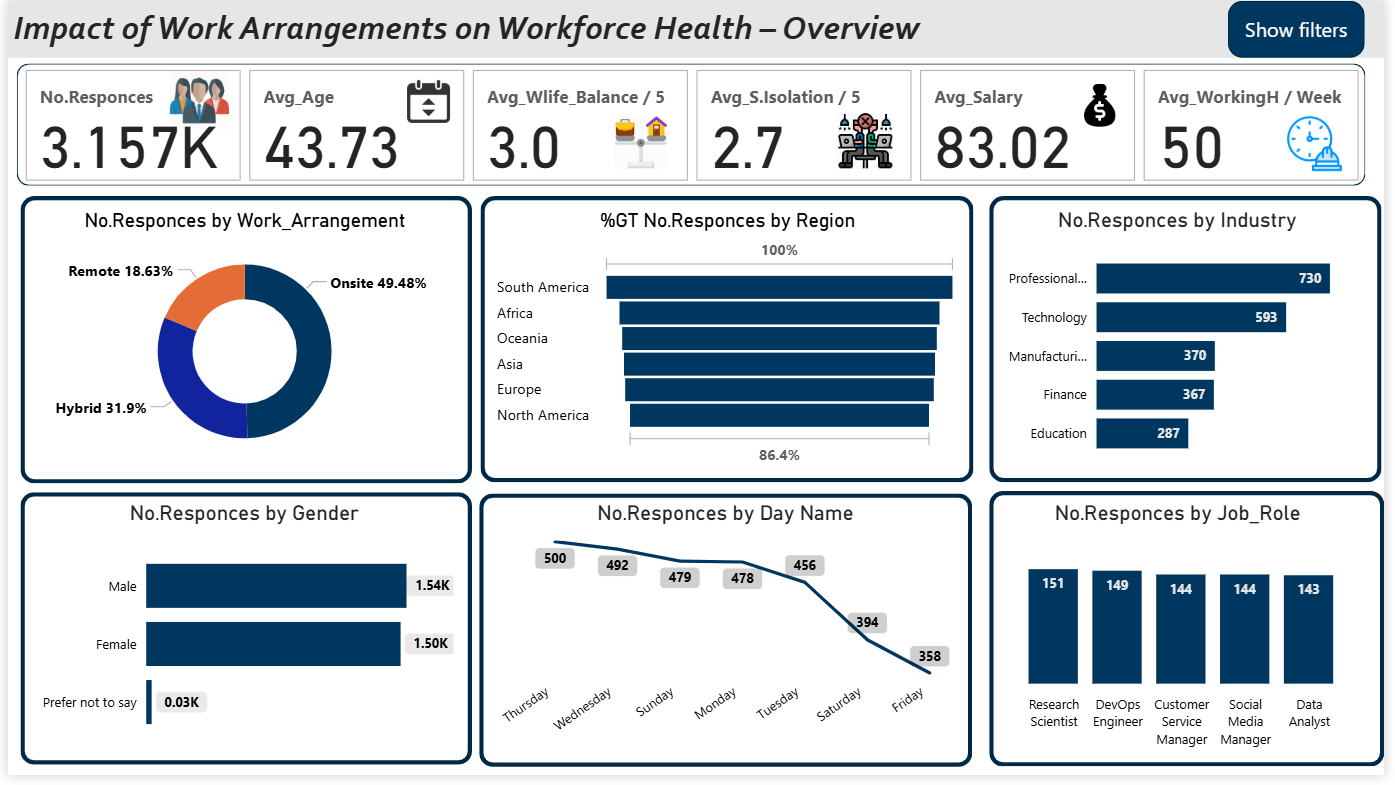 Impact of Work Arrangements on Workforce Health – Overview
Show filters
No.Responces
3.157K
Avg_Age
43.73
Avg_Wlife_Balance / 5
3.0
Avg_S.Isolation / 5
2.7
Avg_Salary
83.02
Avg_WorkingH / Week
50
No.Responces by Work_Arrangement
Remote 18.63%
Onsite 49.48%
Hybrid 31.9%
%GT No.Responces by Region
100%
South America
Africa
Oceania
Asia
Europe
North America
86.4%
No.Responces by Industry
Professional... 730
Technology 593
Manufacturi... 370
Finance 367
Education 287
No.Responces by Gender
Male 1.54K
Female 1.50K
Prefer not to say 0.03K
No.Responces by Day Name
500
492
479
478
456
394
358
Thursday
Wednesday
Sunday
Monday
Tuesday
Saturday
Friday
No.Responces by Job_Role
151
149
144
144
143
Research
Scientist
DevOps
Engineer
Customer
Service
Manager
Social
Media
Manager
Data
Analyst